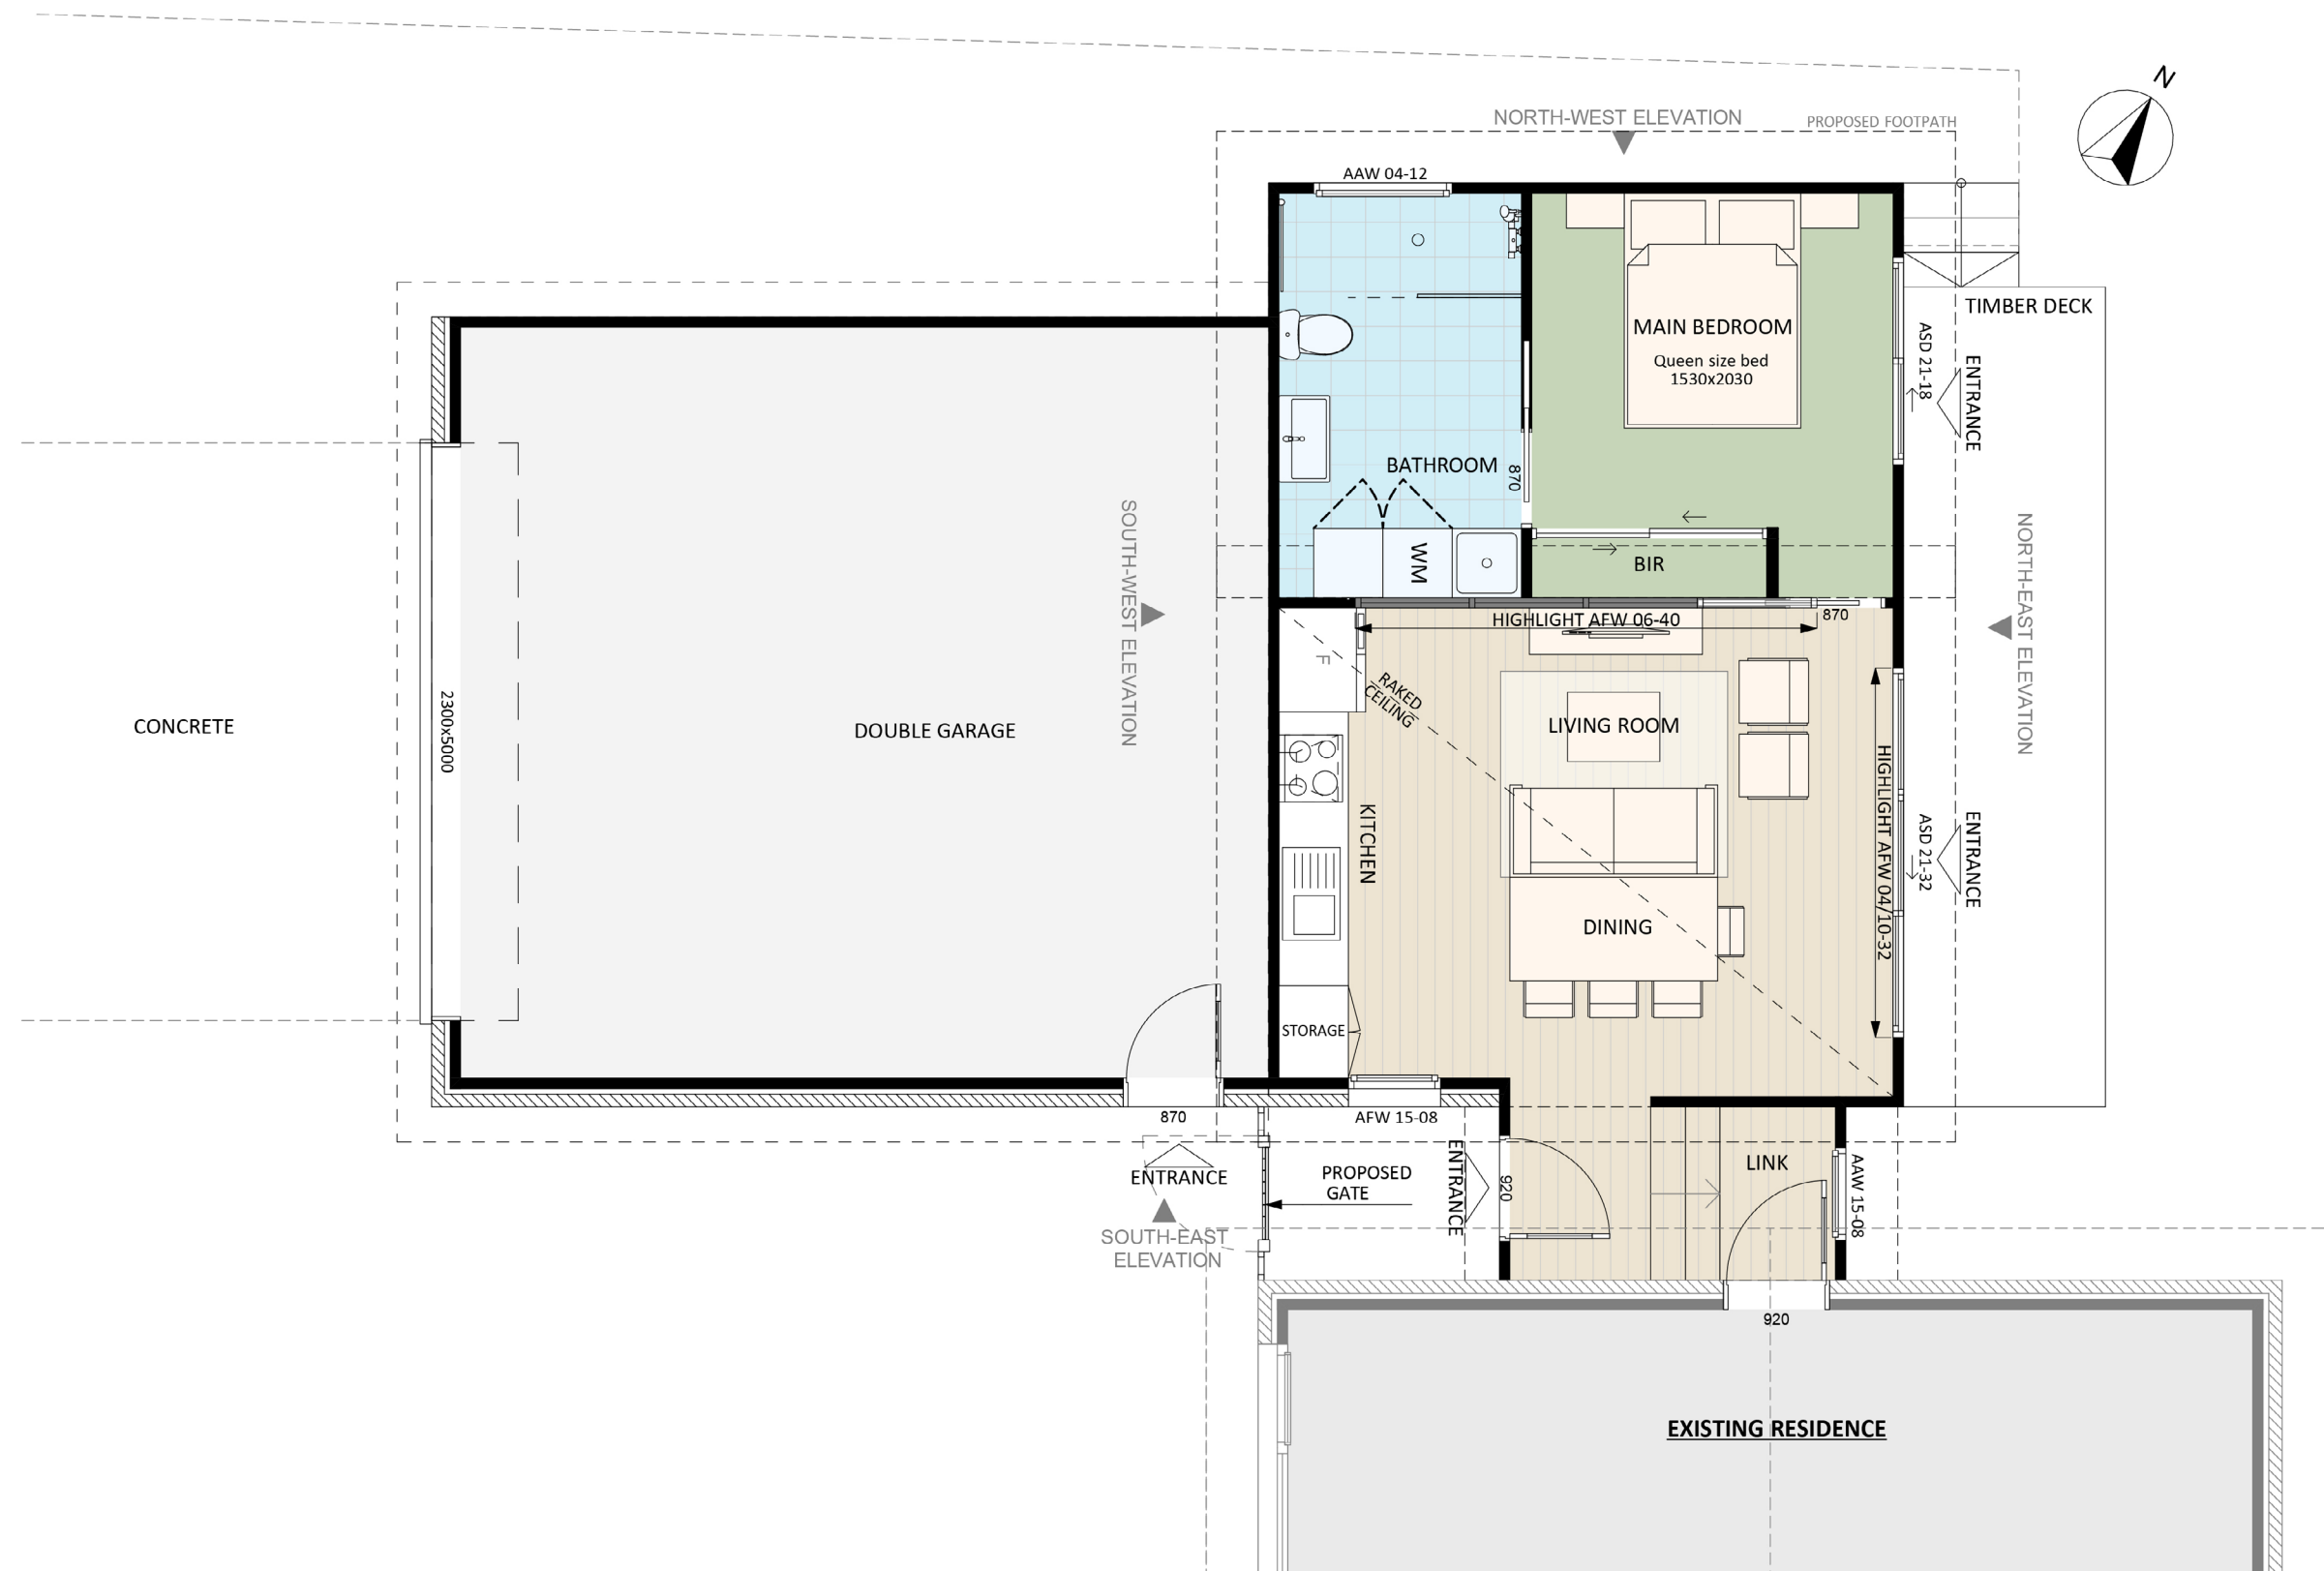 N
NORTH-WEST ELEVATION
PROPOSED FOOTPATH
AAW 04-12
TIMBER DECK
MAIN BEDROOM
Queen size bed
1530x2030
ASD 21-18
ENTRANCE
BATHROOM
870
WM
BIR
SOUTH-WEST ELEVATION
NORTH-EAST ELEVATION
HIGHLIGHT AFW 06-40
870
F
RAKED
CEILING
LIVING ROOM
CONCRETE
2300x5000
DOUBLE GARAGE
KITCHEN
HIGHLIGHT AFW 04/10-32
ASD 21-32
ENTRANCE
DINING
STORAGE
870
AFW 15-08
ENTRANCE
PROPOSED
GATE
ENTRANCE
920
LINK
AAW 15-08
SOUTH-EAST
ELEVATION
920
EXISTING RESIDENCE